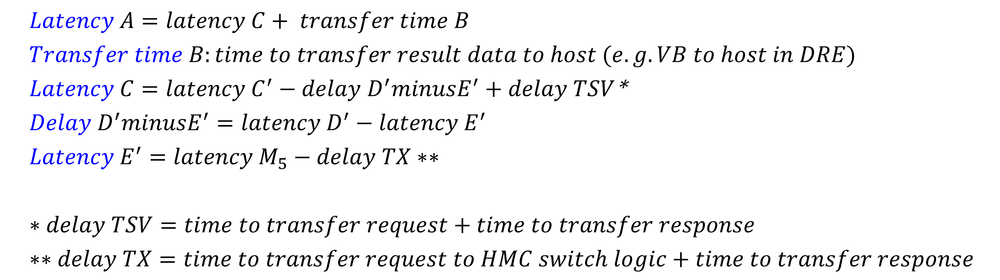 Latency A = latency C + transfer time B
Transfer time B: time to transfer result data to host (e.g.VB to host in DRE)
Latency C = latency C′ − delay D′minusE′ + delay TSV *
Delay D′minusE′ = latency D′ − latency E′
Latency E′ = latency M₅ − delay TX **
* delay TSV = time to transfer request + time to transfer response
** delay TX = time to transfer request to HMC switch logic + time to transfer response